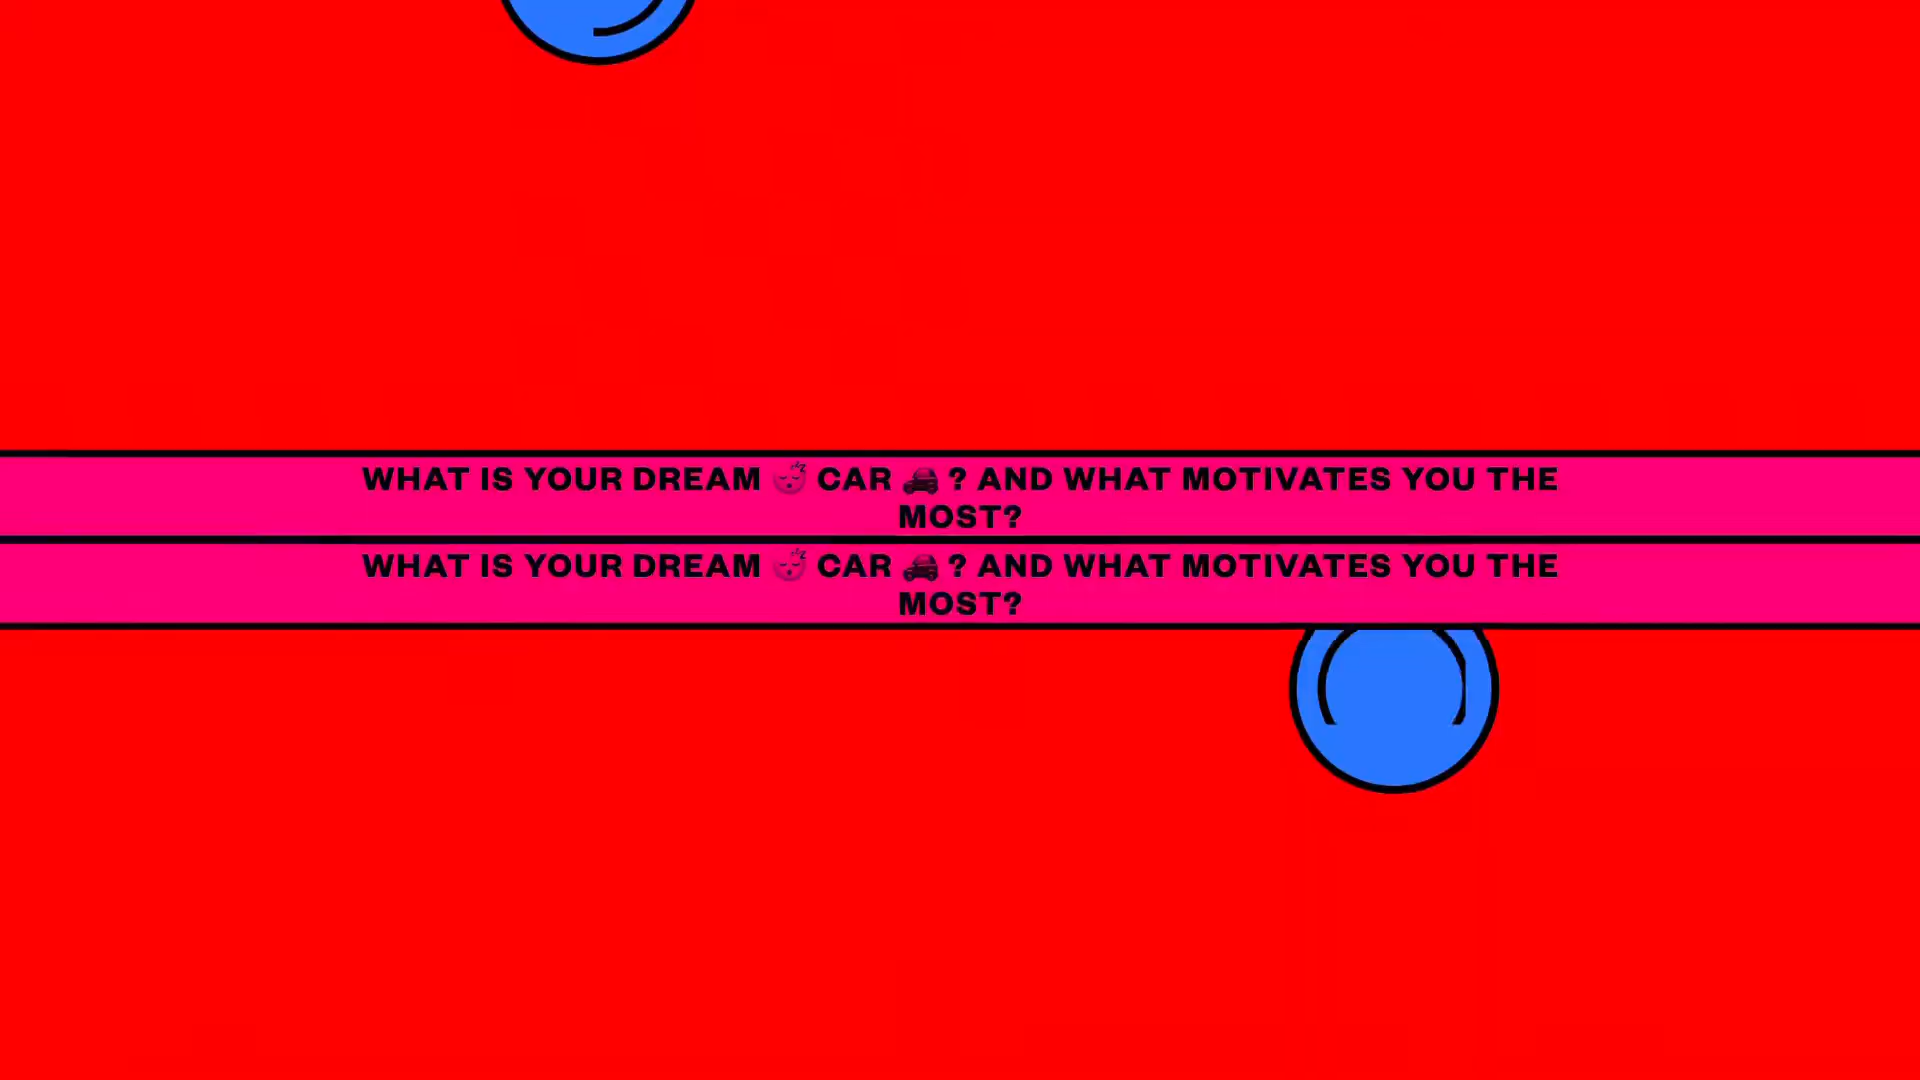 WHAT IS YOUR DREAM 😴 CAR 🚗 ? AND WHAT MOTIVATES YOU THE
MOST?
WHAT IS YOUR DREAM 😴 CAR 🚗 ? AND WHAT MOTIVATES YOU THE
MOST?